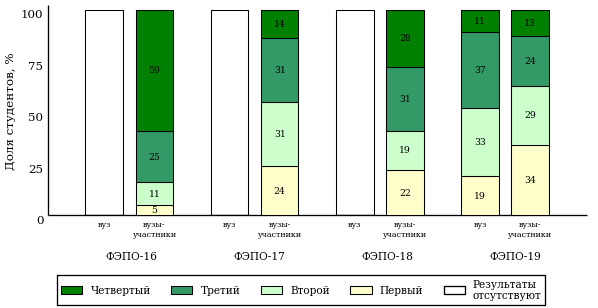 Доля студентов, %
100
75
50
25
0
59
25
11
5
14
31
31
24
28
31
19
22
11
37
33
19
13
24
29
34
вуз
вузы-
участники
вуз
вузы-
участники
вуз
вузы-
участники
вуз
вузы-
участники
ФЭПО-16
ФЭПО-17
ФЭПО-18
ФЭПО-19
Четвертый
Третий
Второй
Первый
Результаты
отсутствуют